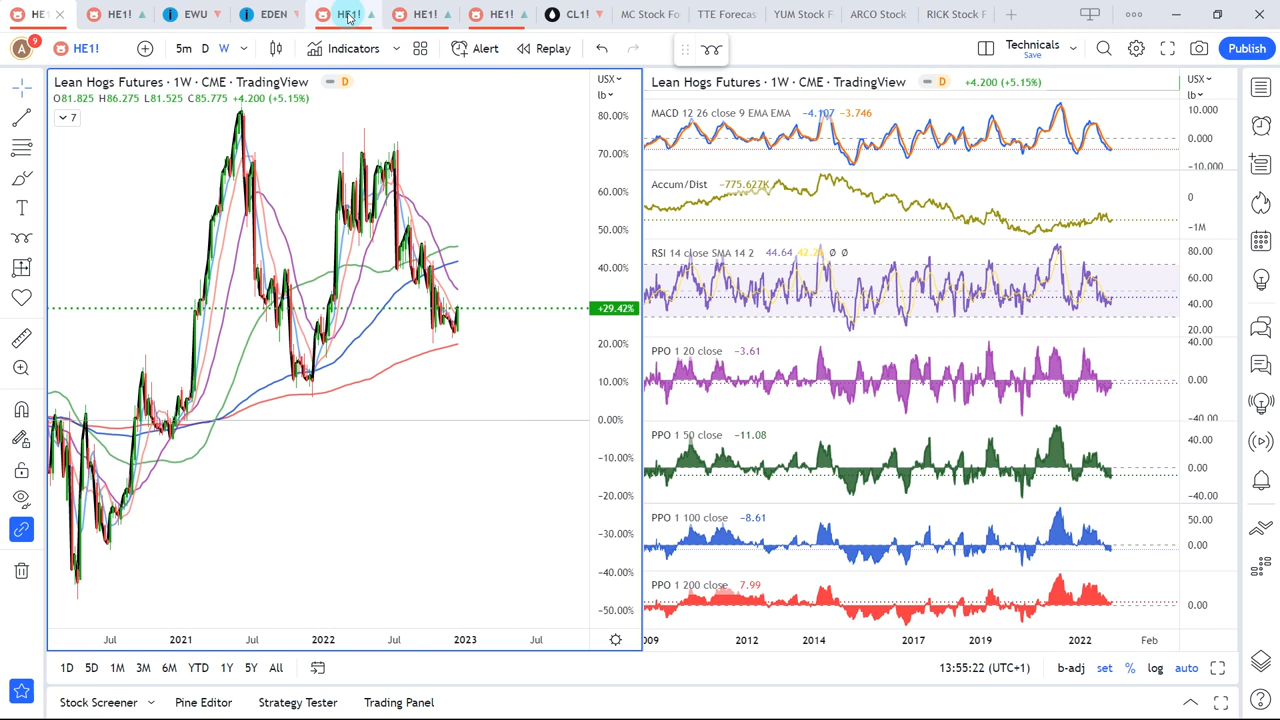 HE1!
HE1!
EWU
EDEN
HE1!
HE1!
HE1!
CL1!
MC Stock Fo
TTE Forecas
YUM Stock F
ARCO Stock
RICK Stock F
A
9
HE1!
5m
D
W
Indicators
Alert
Replay
Technicals
Save
Publish
Lean Hogs Futures · 1W · CME · TradingView
D
O81.825 H86.275 L81.525 C85.775 +4.200 (+5.15%)
7
USX
lb
80.00%
70.00%
60.00%
50.00%
40.00%
+29.42%
20.00%
10.00%
0.00%
−10.00%
−20.00%
−30.00%
−40.00%
−50.00%
Jul
2021
Jul
2022
Jul
2023
Jul
Lean Hogs Futures · 1W · CME · TradingView
D
+4.200 (+5.15%)
USX
lb
MACD 12 26 close 9 EMA EMA −4.107 −3.746
10.000
0.000
−10.000
Accum/Dist −775.627K
0
−1M
RSI 14 close SMA 14 2 44.64 Ø Ø
80.00
60.00
40.00
20.00
PPO 1 20 close −3.61
40.00
0.00
−40.00
PPO 1 50 close −11.08
40.00
0.00
−40.00
PPO 1 100 close −8.61
50.00
0.00
PPO 1 200 close 7.99
0.00
2009
2012
2014
2017
2019
2022
Feb
1D 5D 1M 3M 6M YTD 1Y 5Y All
13:55:22 (UTC+1)
b-adj set % log auto
Stock Screener
Pine Editor
Strategy Tester
Trading Panel